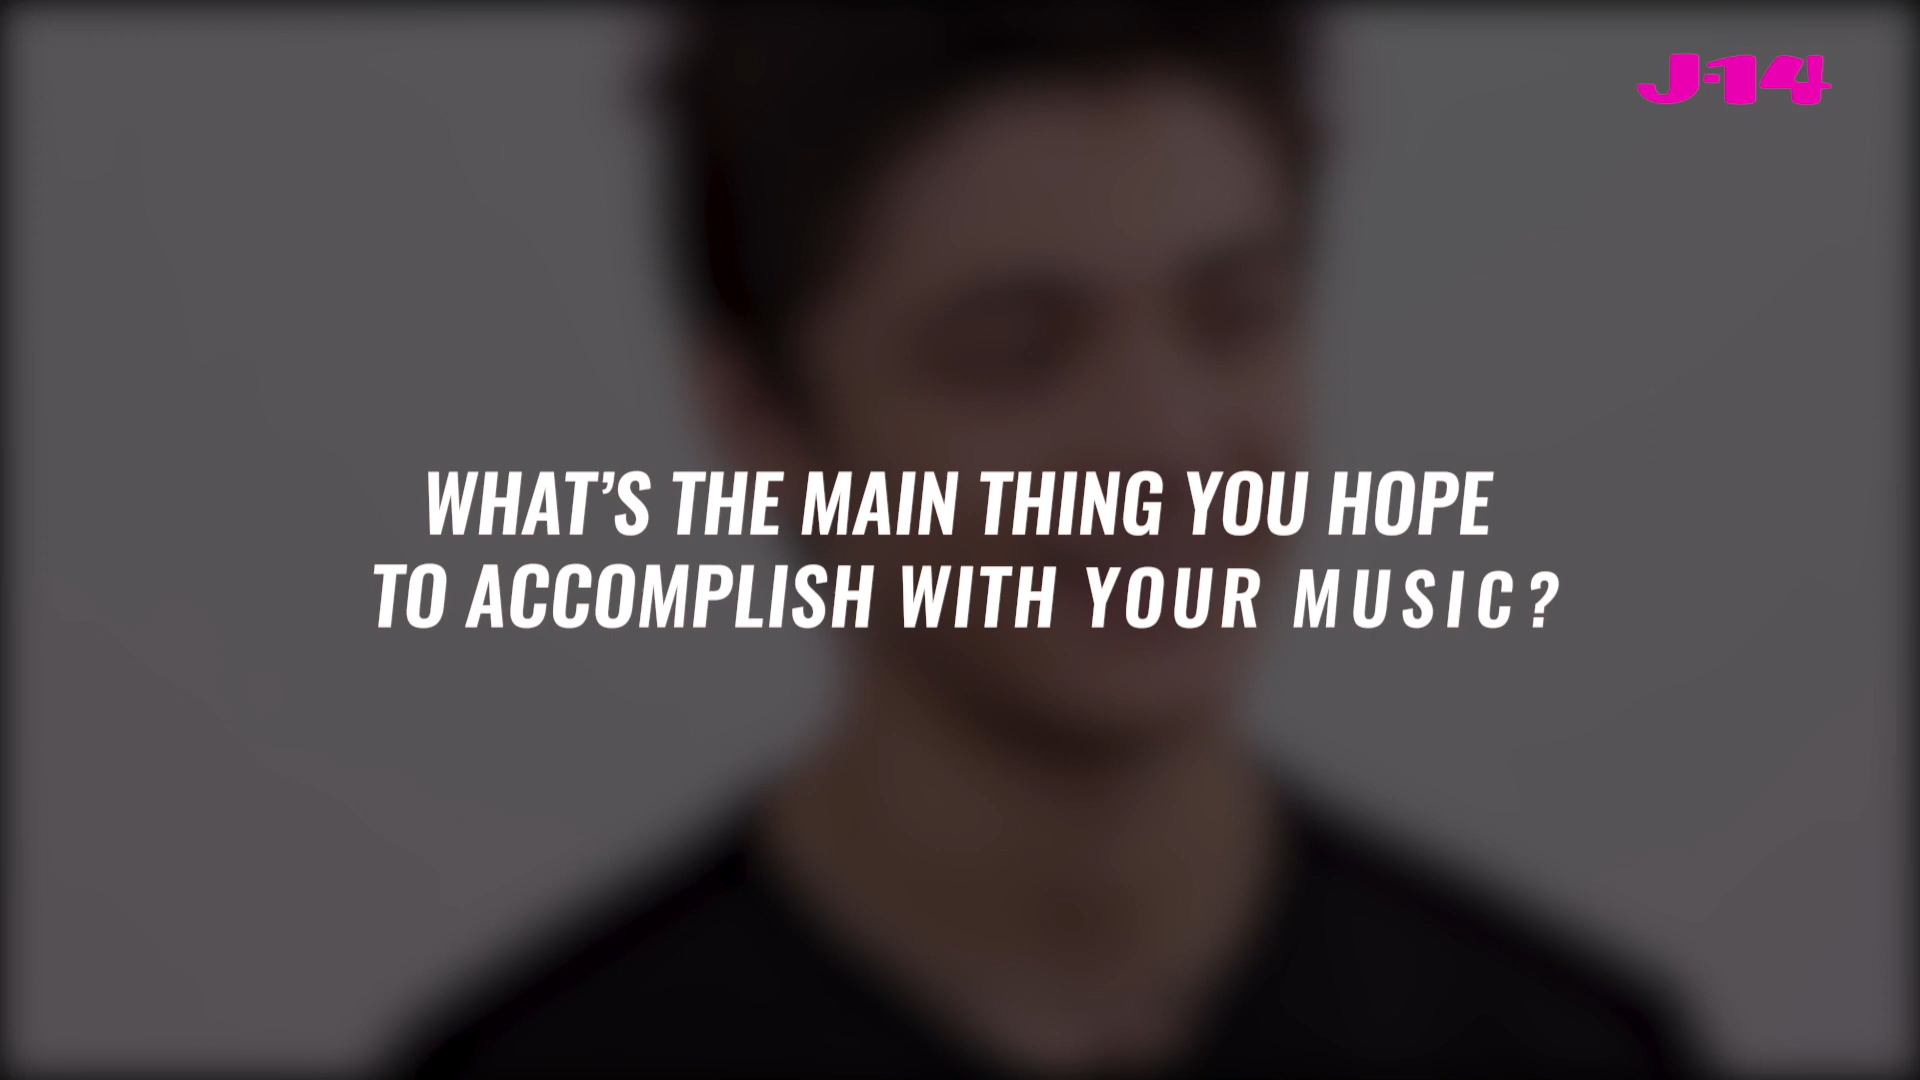 J-14
WHAT’S THE MAIN THING YOU HOPE
TO ACCOMPLISH WITH YOUR MUSIC?